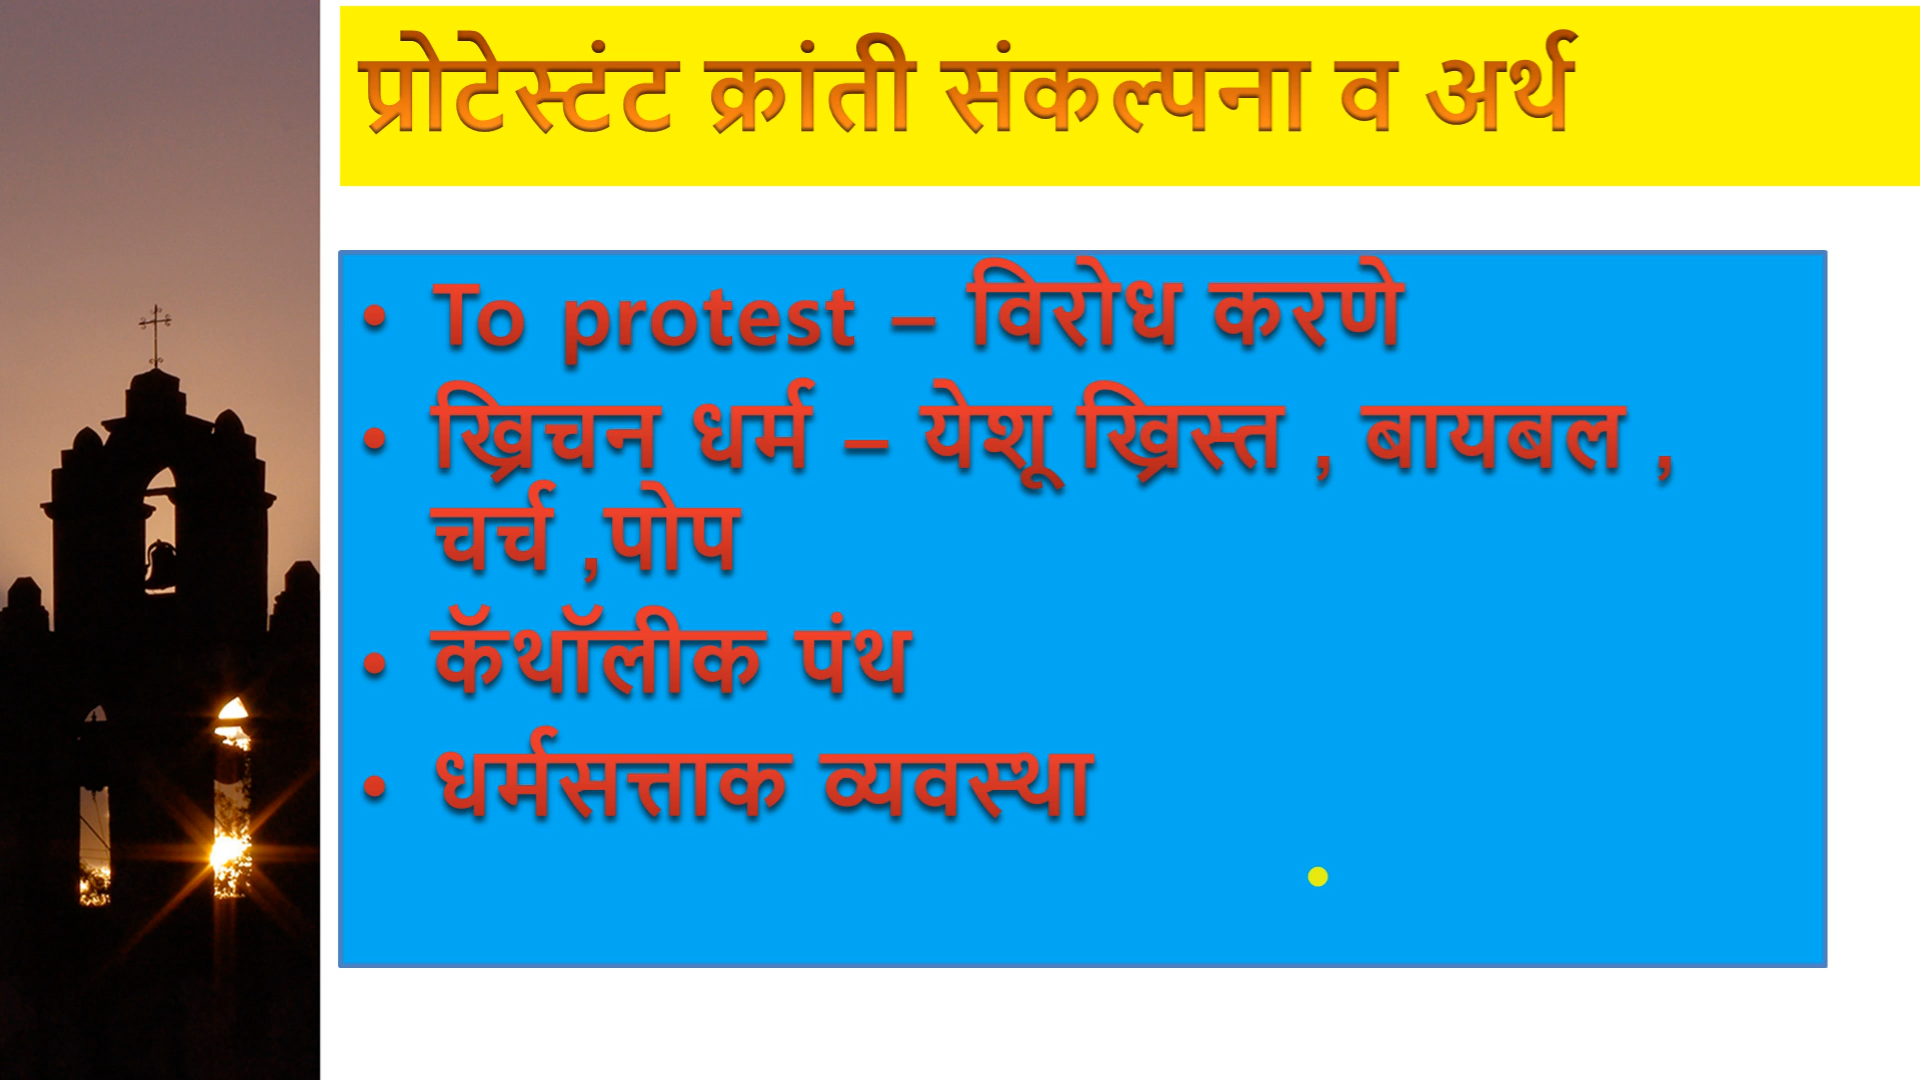 प्रोटेस्टंट क्रांती संकल्पना व अर्थ
• To protest – विरोध करणे
• ख्रिचन धर्म – येशू ख्रिस्त , बायबल ,
चर्च ,पोप
• कॅथॉलीक पंथ
• धर्मसत्ताक व्यवस्था